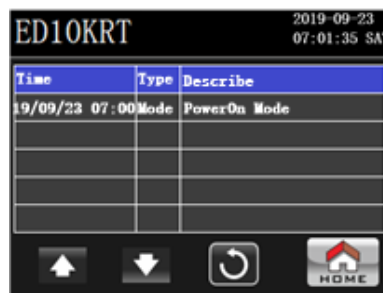 ED10KRT
2019-09-23
07:01:35 SA
Time Type Describe
19/09/23 07:00 Mode PowerOn Mode
HOME